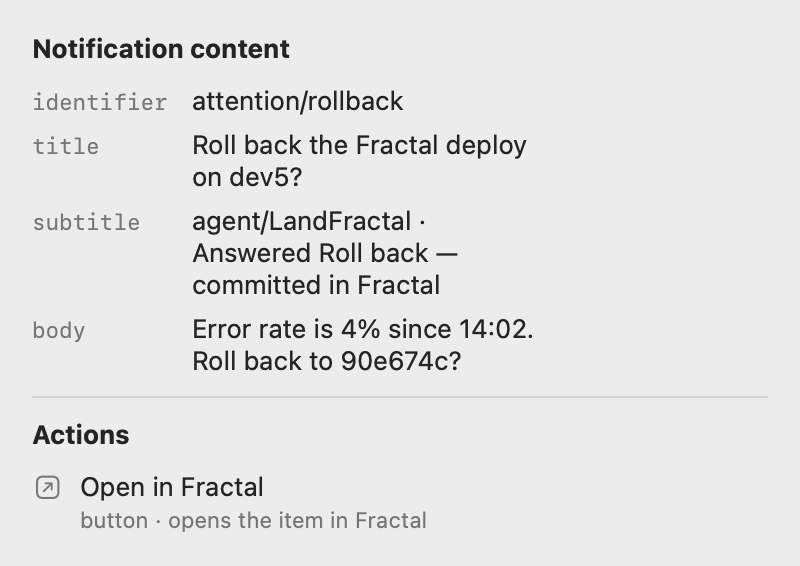 Notification content
identifier attention/rollback
title Roll back the Fractal deploy
on dev5?
subtitle agent/LandFractal ·
Answered Roll back —
committed in Fractal
body Error rate is 4% since 14:02.
Roll back to 90e674c?
Actions
Open in Fractal
button · opens the item in Fractal